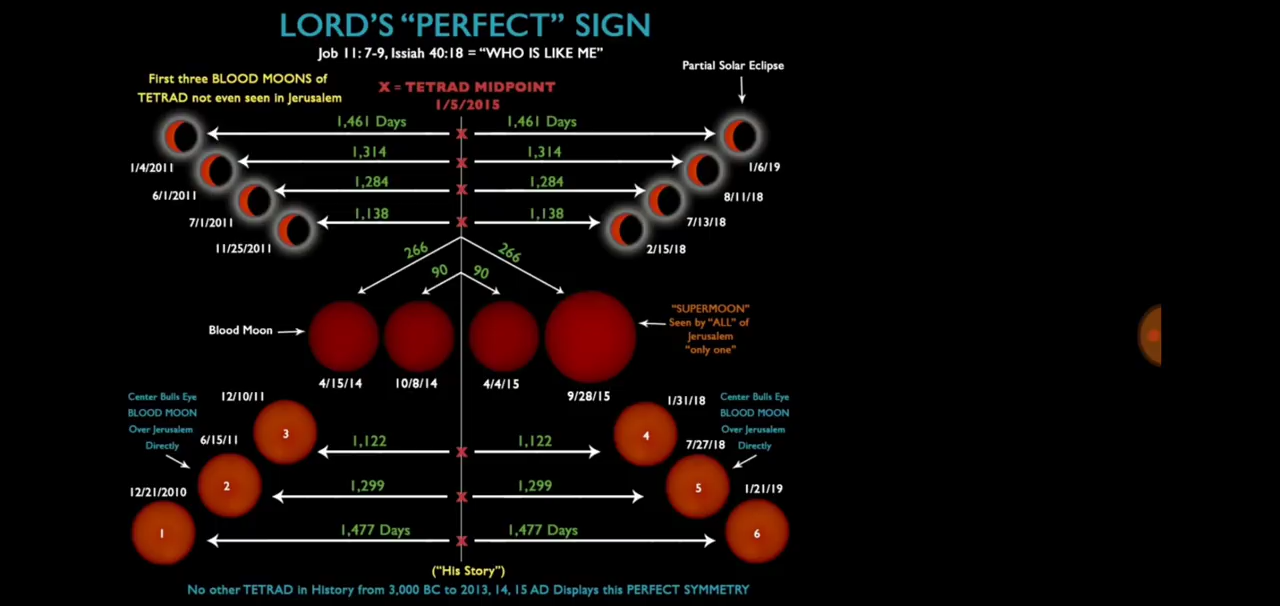 LORD'S "PERFECT" SIGN
Job 11: 7-9, Issiah 40:18 = "WHO IS LIKE ME"
First three BLOOD MOONS of
TETRAD not even seen in Jerusalem
X = TETRAD MIDPOINT
1/5/2015
Partial Solar Eclipse
1,461 Days
X
1,461 Days
1/4/2011
1,314
X
1,314
1/6/19
6/1/2011
1,284
X
1,284
8/11/18
7/1/2011
1,138
X
1,138
7/13/18
11/25/2011
2/15/18
266
266
90
90
Blood Moon
"SUPERMOON"
Seen by "ALL" of
Jerusalem
"only one"
4/15/14
10/8/14
4/4/15
9/28/15
Center Bulls Eye
BLOOD MOON
Over Jerusalem
Directly
12/10/11
3
6/15/11
2
12/21/2010
1
1,122
X
1,122
1,299
X
1,299
1,477 Days
X
1,477 Days
1/31/18
4
7/27/18
5
1/21/19
6
Center Bulls Eye
BLOOD MOON
Over Jerusalem
Directly
("His Story")
No other TETRAD in History from 3,000 BC to 2013, 14, 15 AD Displays this PERFECT SYMMETRY